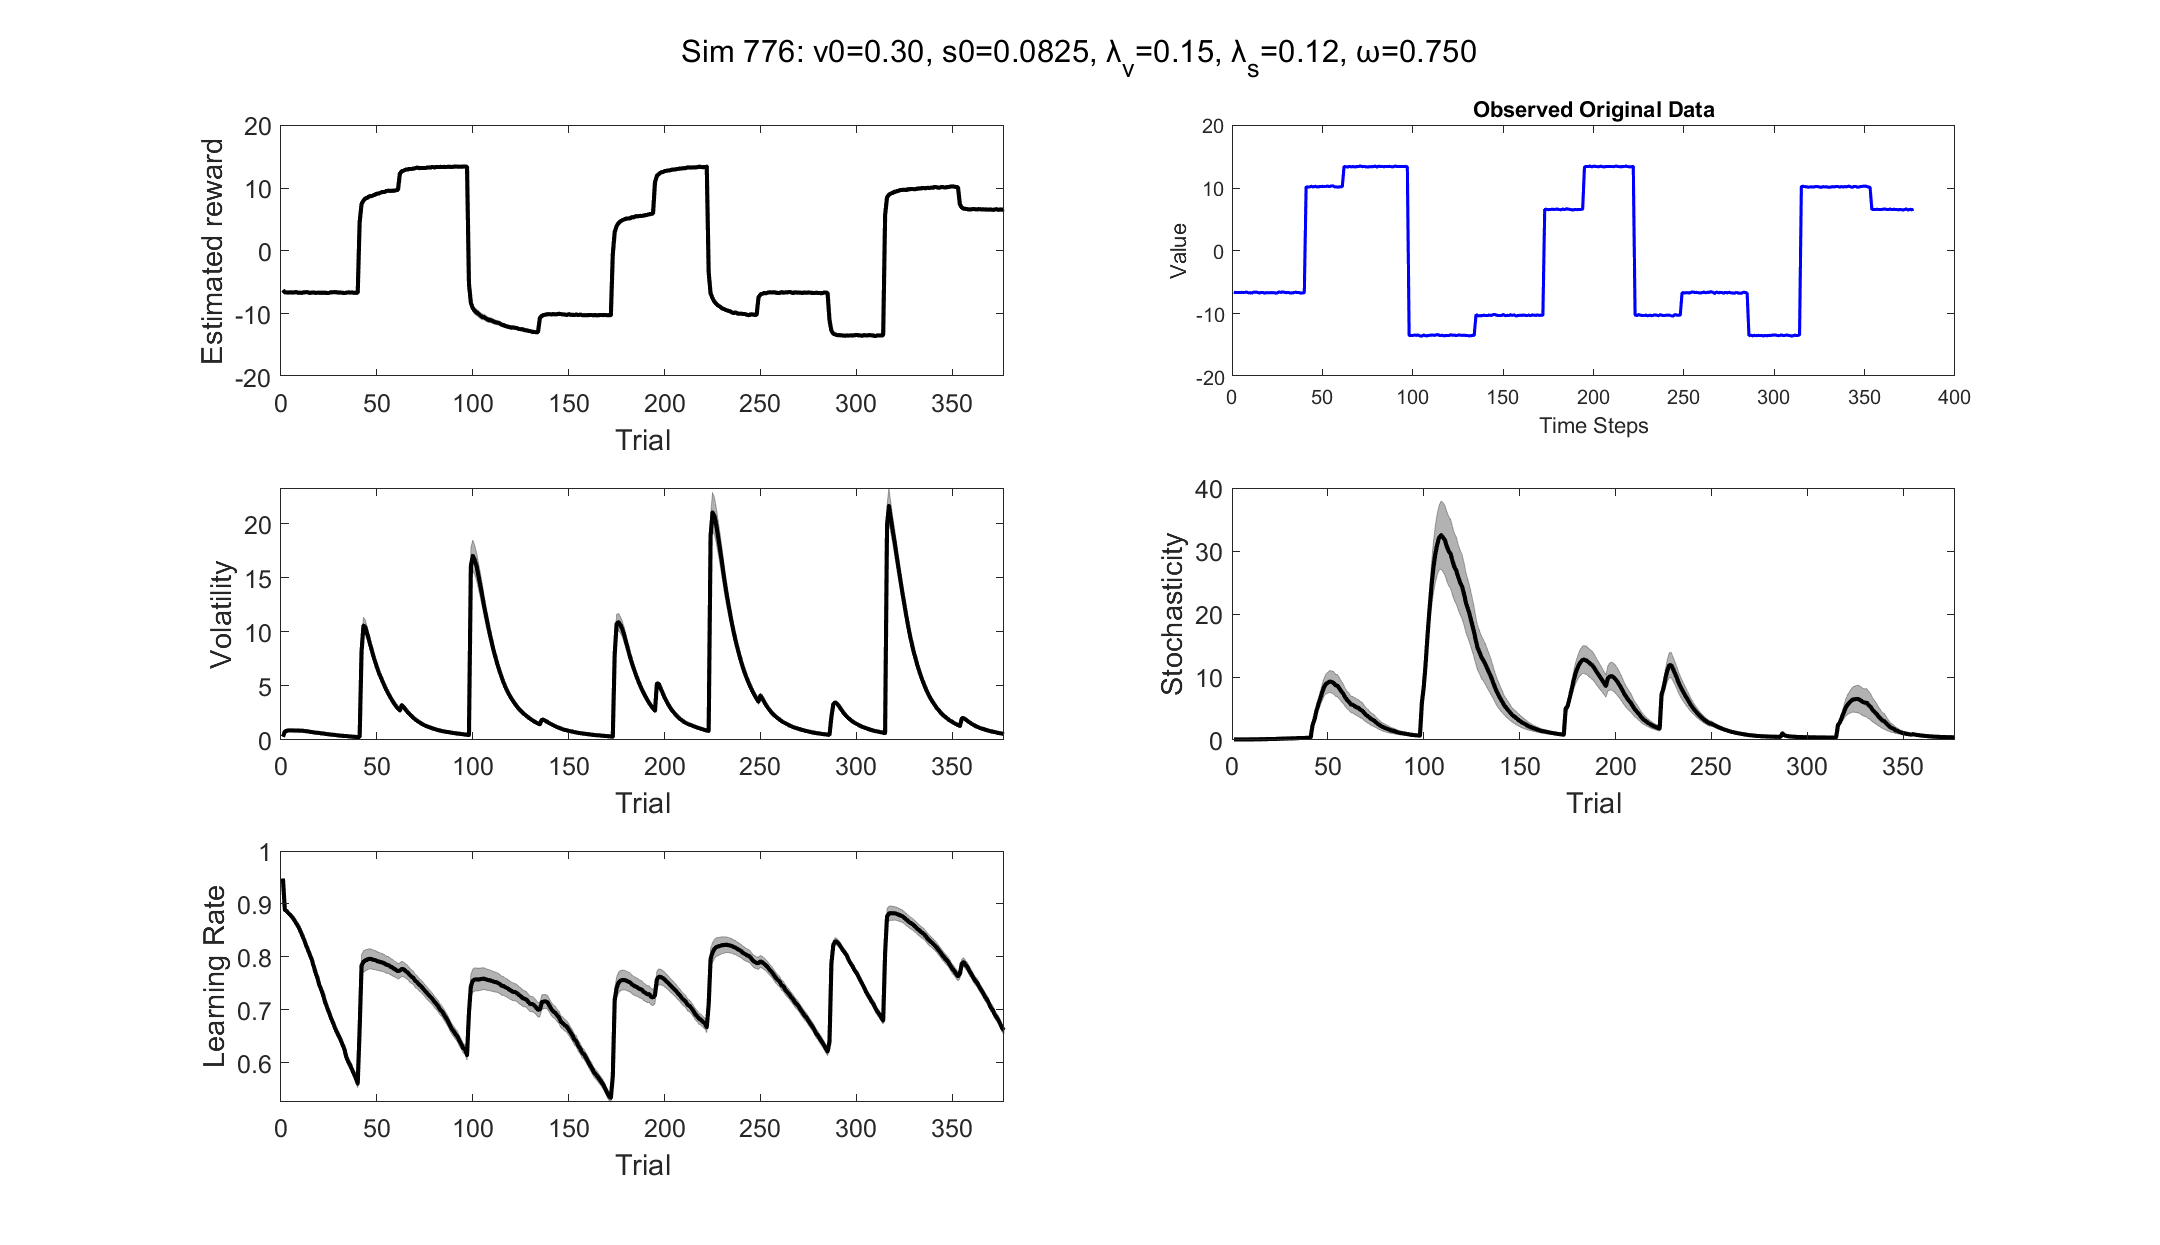 Sim 776: v0=0.30, s0=0.0825, λ_v=0.15, λ_s=0.12, ω=0.750
20
10
0
-10
-20
Estimated reward
0 50 100 150 200 250 300 350
Trial
Observed Original Data
20
10
0
-10
-20
Value
0 50 100 150 200 250 300 350 400
Time Steps
20
15
10
5
0
Volatility
0 50 100 150 200 250 300 350
Trial
40
30
20
10
0
Stochasticity
0 50 100 150 200 250 300 350
Trial
1
0.9
0.8
0.7
0.6
Learning Rate
0 50 100 150 200 250 300 350
Trial